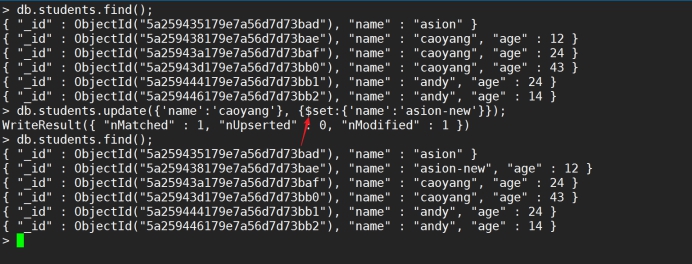 > db.students.find();
{ "_id" : ObjectId("5a259435179e7a56d7d73bad"), "name" : "asion" }
{ "_id" : ObjectId("5a259438179e7a56d7d73bae"), "name" : "caoyang", "age" : 12 }
{ "_id" : ObjectId("5a25943a179e7a56d7d73baf"), "name" : "caoyang", "age" : 24 }
{ "_id" : ObjectId("5a25943d179e7a56d7d73bb0"), "name" : "caoyang", "age" : 43 }
{ "_id" : ObjectId("5a259444179e7a56d7d73bb1"), "name" : "andy", "age" : 24 }
{ "_id" : ObjectId("5a259446179e7a56d7d73bb2"), "name" : "andy", "age" : 14 }
> db.students.update({'name':'caoyang'}, {$set:{'name':'asion-new'}});
WriteResult({ "nMatched" : 1, "nUpserted" : 0, "nModified" : 1 })
> db.students.find();
{ "_id" : ObjectId("5a259435179e7a56d7d73bad"), "name" : "asion" }
{ "_id" : ObjectId("5a259438179e7a56d7d73bae"), "name" : "asion-new", "age" : 12 }
{ "_id" : ObjectId("5a25943a179e7a56d7d73baf"), "name" : "caoyang", "age" : 24 }
{ "_id" : ObjectId("5a25943d179e7a56d7d73bb0"), "name" : "caoyang", "age" : 43 }
{ "_id" : ObjectId("5a259444179e7a56d7d73bb1"), "name" : "andy", "age" : 24 }
{ "_id" : ObjectId("5a259446179e7a56d7d73bb2"), "name" : "andy", "age" : 14 }
>